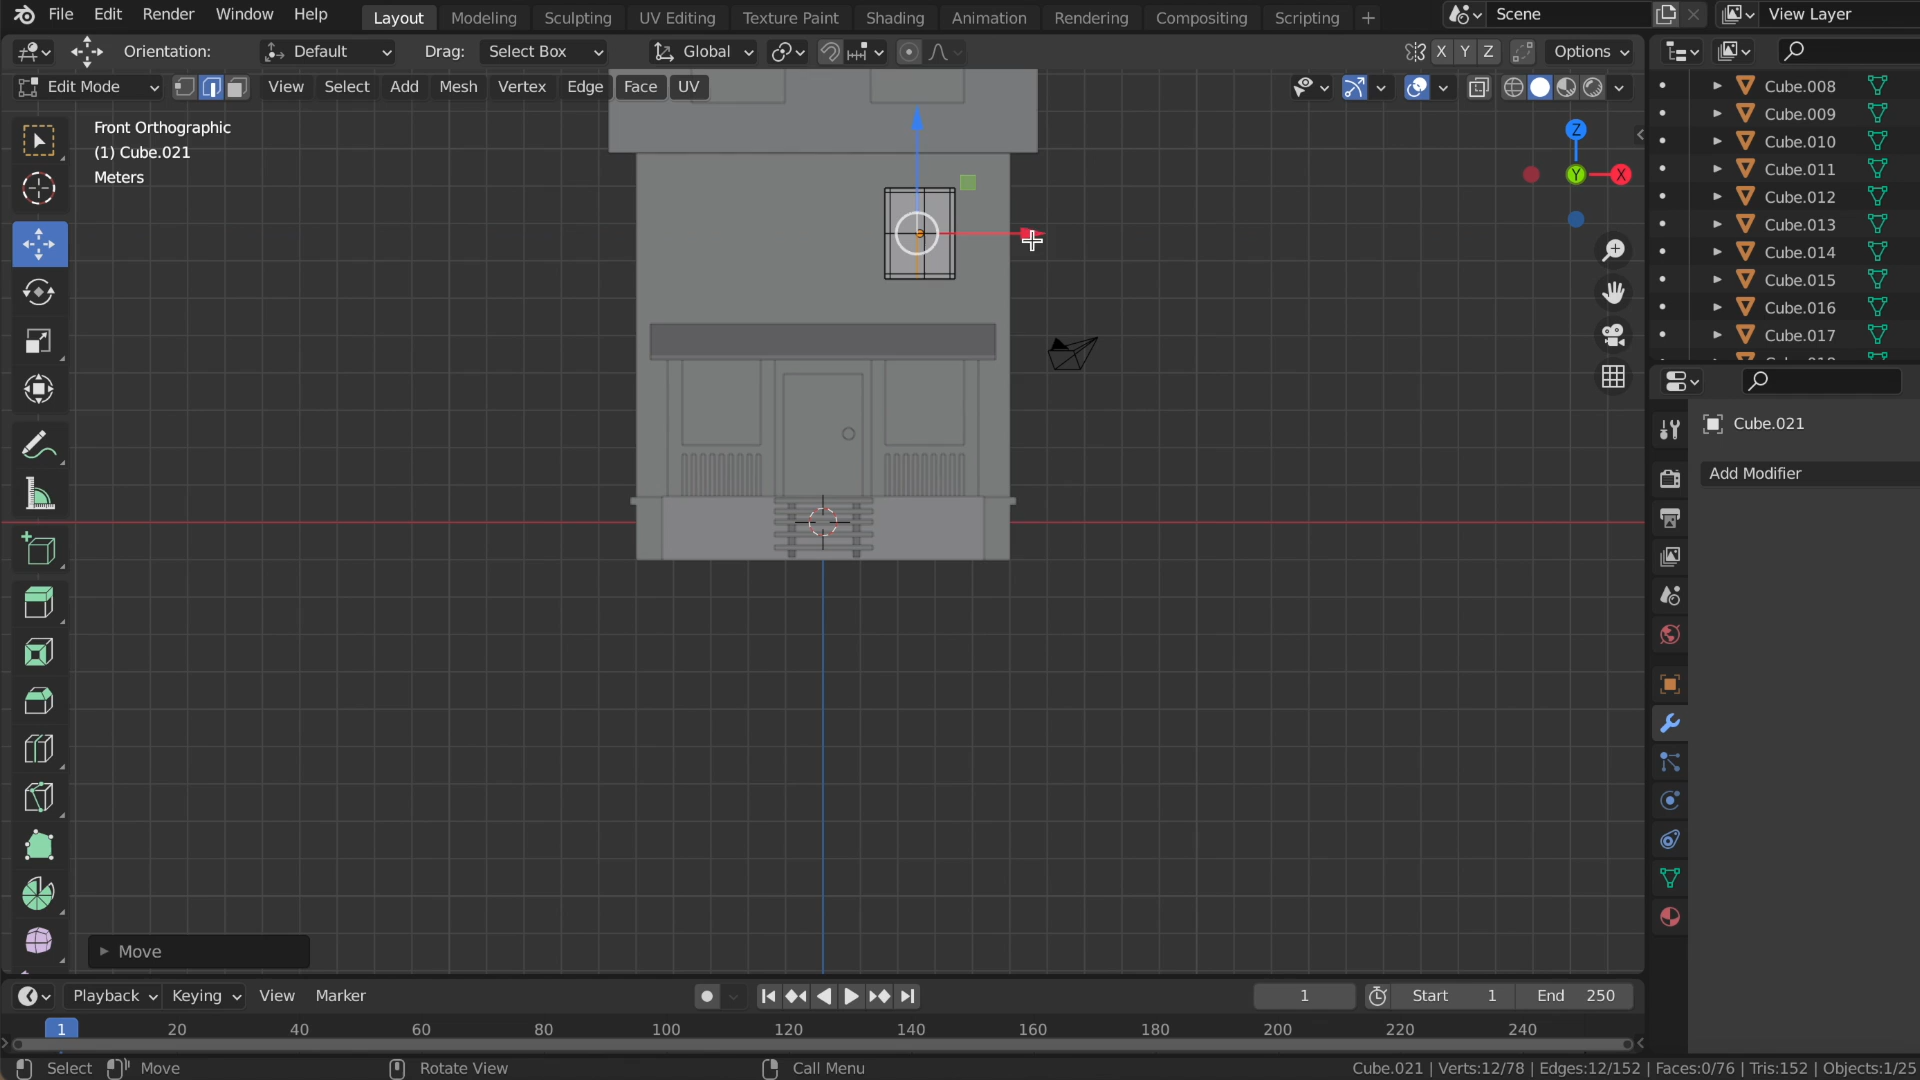 File Edit Render Window Help Layout Modeling Sculpting UV Editing Texture Paint Shading Animation Rendering Compositing Scripting + Scene View Layer
Orientation: Default Drag: Select Box Global X Y Z Options
Edit Mode View Select Add Mesh Vertex Edge Face UV
Cube.008
Cube.009
Cube.010
Cube.011
Cube.012
Cube.013
Cube.014
Cube.015
Cube.016
Cube.017
Front Orthographic
(1) Cube.021
Meters
Z
Y X
Cube.021
Add Modifier
Move
Playback Keying View Marker 1 Start 1 End 250
1 20 40 60 80 100 120 140 160 180 200 220 240
Select Move Rotate View Call Menu Cube.021 | Verts:12/78 | Edges:12/152 | Faces:0/76 | Tris:152 | Objects:1/25